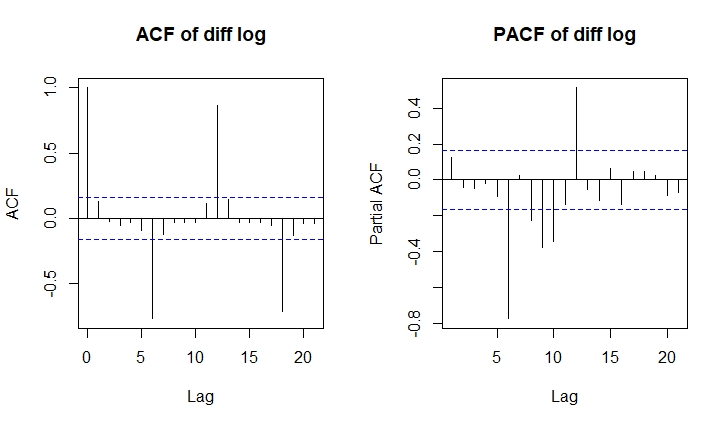 ACF of diff log
ACF
1.0
0.5
0.0
-0.5
0 5 10 15 20
Lag
PACF of diff log
Partial ACF
0.4
0.2
0.0
-0.4
-0.8
5 10 15 20
Lag